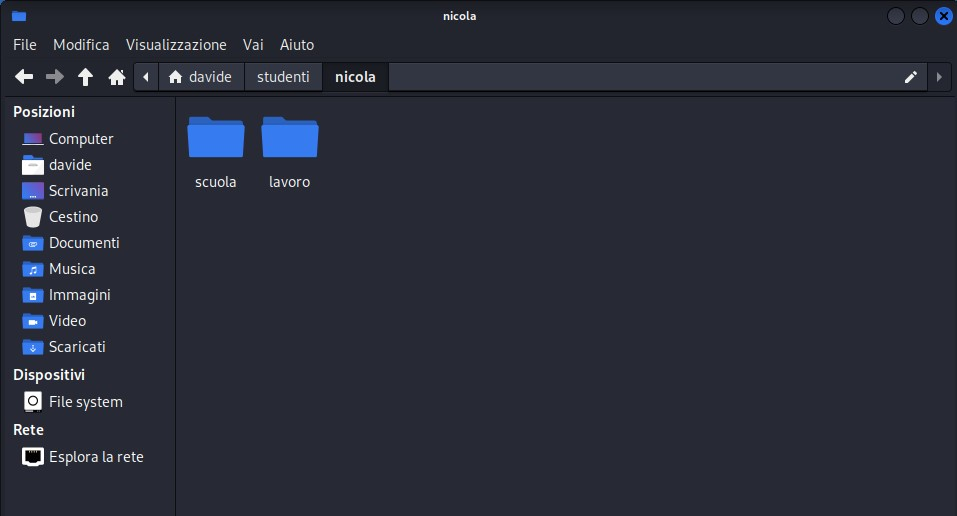 nicola
File Modifica Visualizzazione Vai Aiuto
davide studenti nicola
Posizioni
Computer
davide
Scrivania
Cestino
Documenti
Musica
Immagini
Video
Scaricati
Dispositivi
File system
Rete
Esplora la rete
scuola lavoro